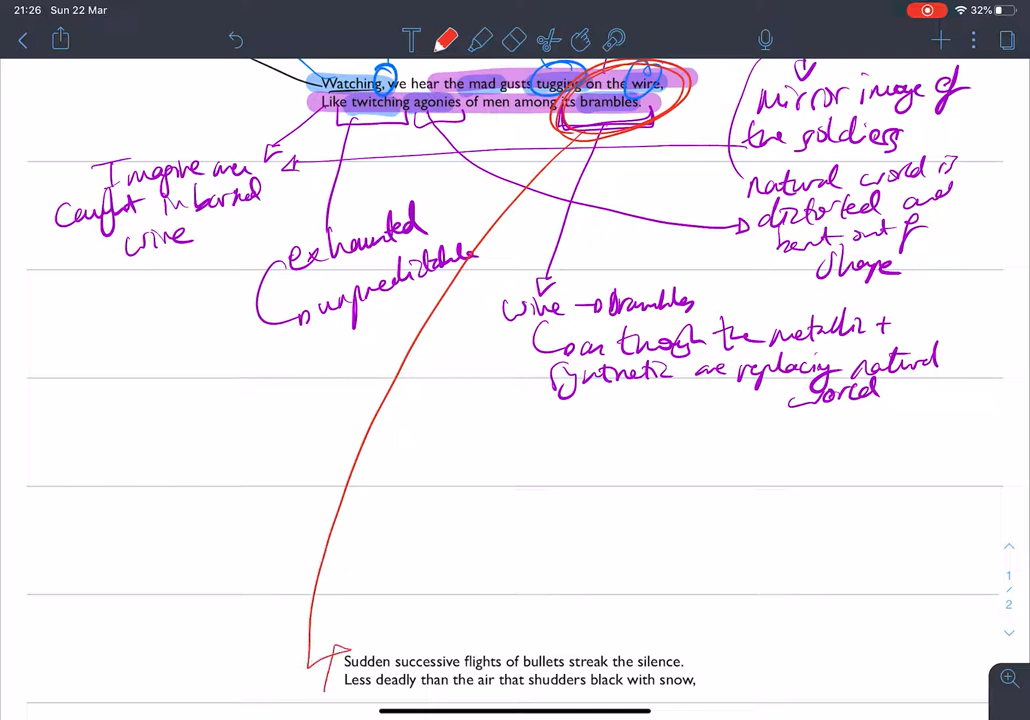 21:26 Sun 22 Mar
32%
T
Watching, we hear the mad gusts tugging on the wire,
Like twitching agonies of men among its brambles.
mirror image of
the soldiers
Imagine men
caught in barbed
wire
natural world is
distorted and
bent out of
shape
exhausted
unpredictable
wire → brambles
as though the metallic +
synthetic are replacing natural
world
1
/
2
Sudden successive flights of bullets streak the silence.
Less deadly than the air that shudders black with snow,